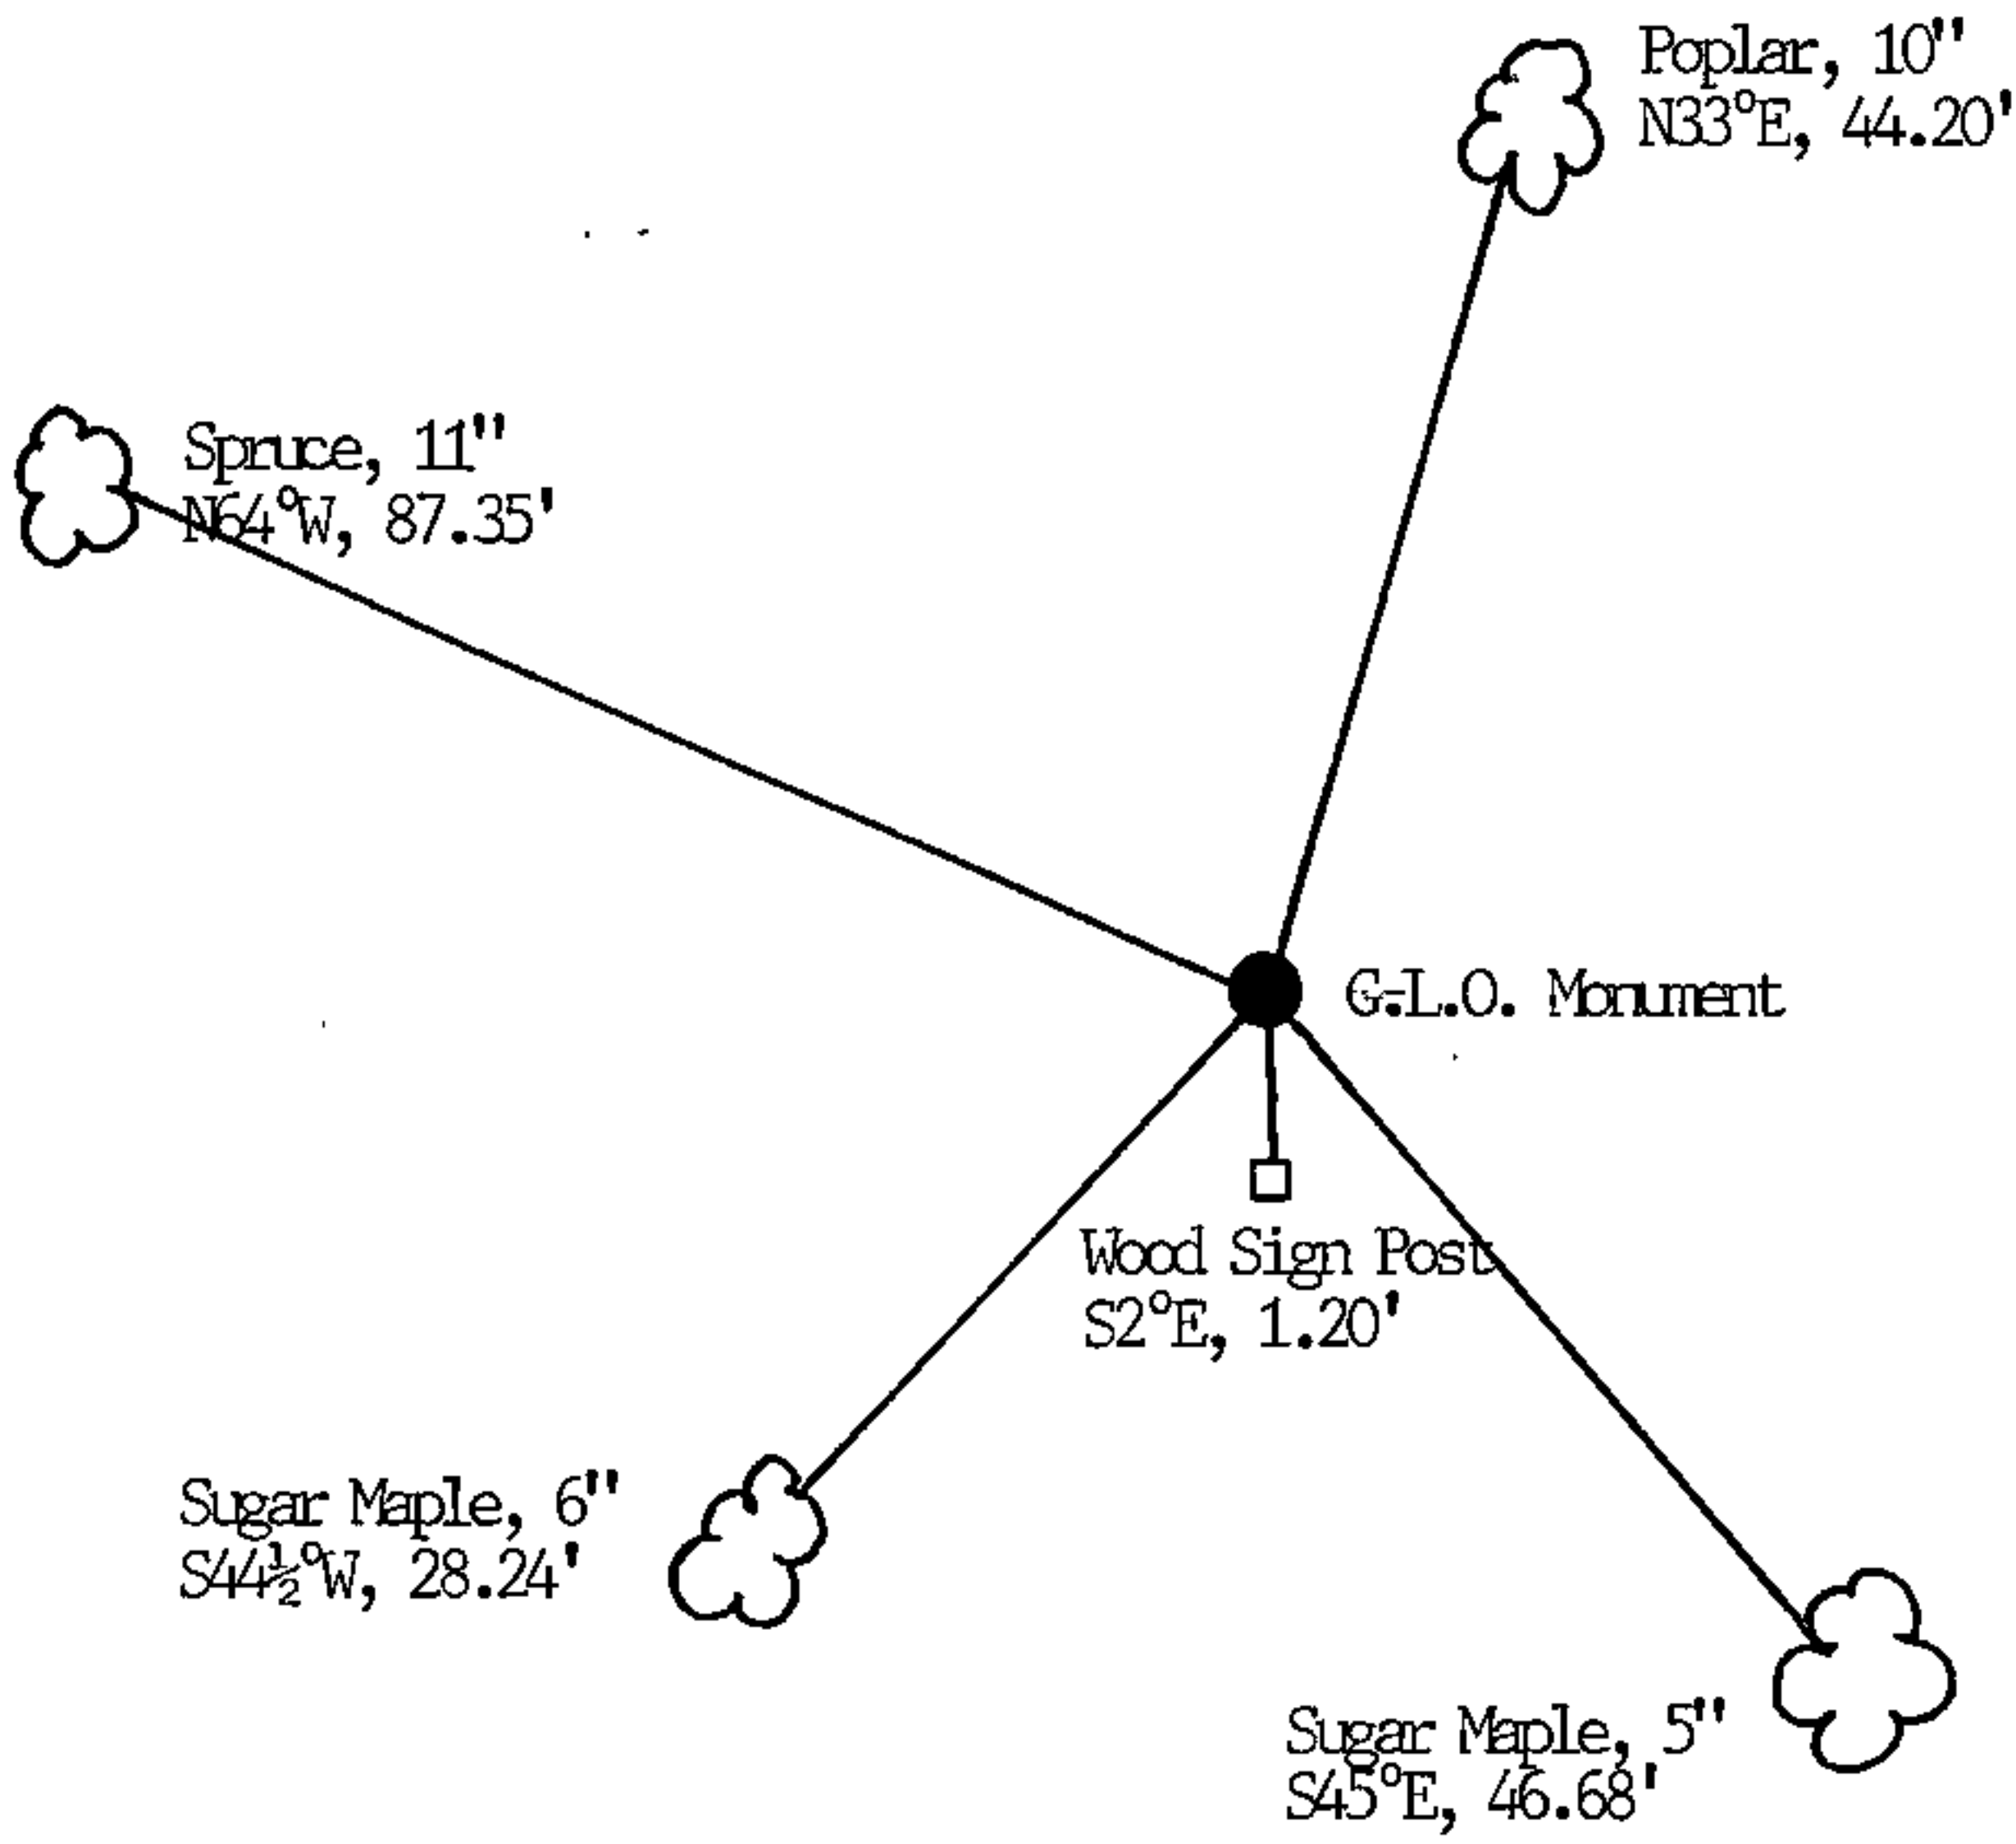 Poplar, 10"
N33°E, 44.20'
Spruce, 11"
N64°W, 87.35'
G.L.O. Monument
Wood Sign Post
S2°E, 1.20'
Sugar Maple, 6"
S44½°W, 28.24'
Sugar Maple, 5"
S45°E, 46.68'